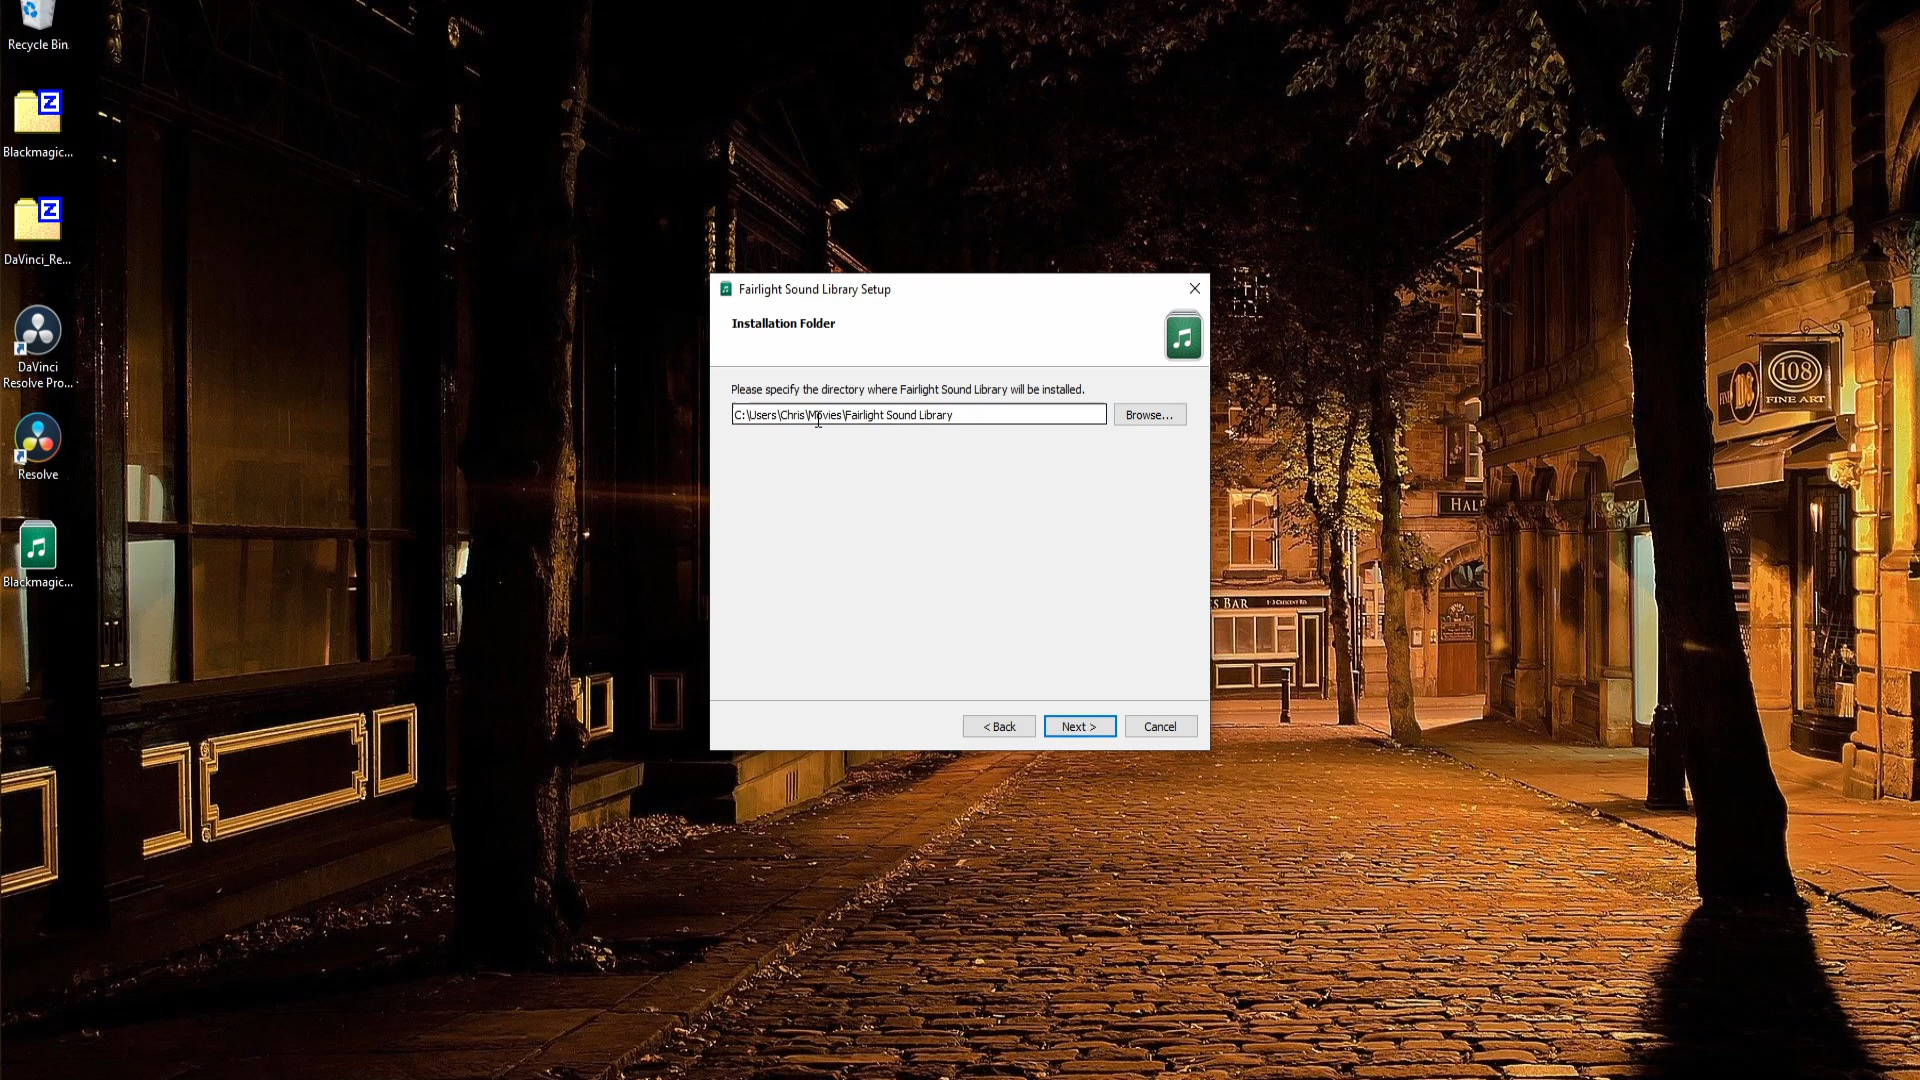 Recycle Bin
Blackmagic...
DaVinci_Re...
DaVinci
Resolve Pro...
Resolve
Blackmagic...
Fairlight Sound Library Setup
Installation Folder
Please specify the directory where Fairlight Sound Library will be installed.
C:\Users\Chris\Movies\Fairlight Sound Library
Browse...
< Back
Next >
Cancel
108
FINE ART
HAL
S BAR